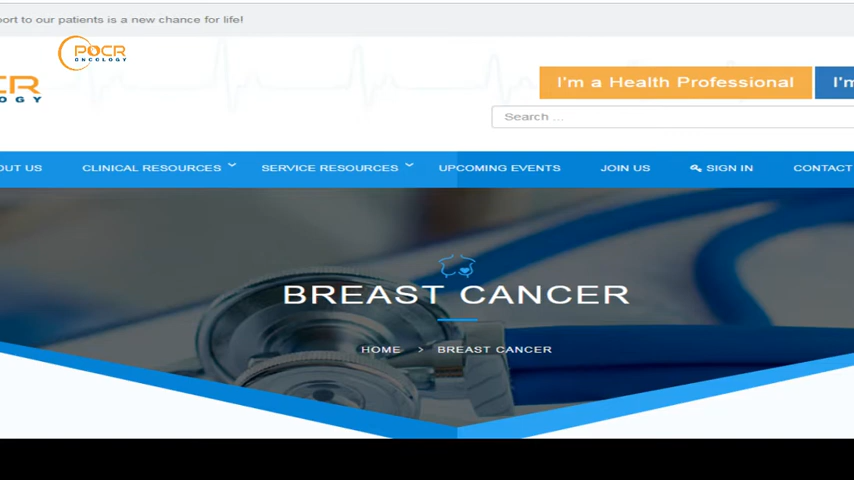 ort to our patients is a new chance for life!
POCR
ONCOLOGY
CR
LOGY
I'm a Health Professional
I'm
Search ...
OUT US
CLINICAL RESOURCES
SERVICE RESOURCES
UPCOMING EVENTS
JOIN US
SIGN IN
CONTACT
BREAST CANCER
HOME > BREAST CANCER